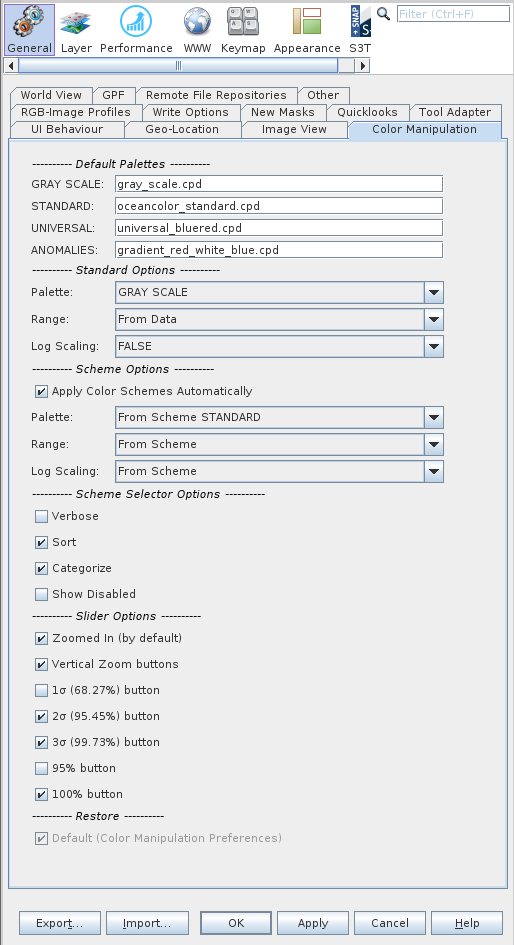 Filter (Ctrl+F)
+ SNAP
S
General Layer Performance WWW Keymap Appearance S3T
World View GPF Remote File Repositories Other
RGB-Image Profiles Write Options New Masks Quicklooks Tool Adapter
UI Behaviour Geo-Location Image View Color Manipulation
---------- Default Palettes ----------
GRAY SCALE: gray_scale.cpd
STANDARD: oceancolor_standard.cpd
UNIVERSAL: universal_bluered.cpd
ANOMALIES: gradient_red_white_blue.cpd
---------- Standard Options ----------
Palette: GRAY SCALE
Range: From Data
Log Scaling: FALSE
---------- Scheme Options ----------
Apply Color Schemes Automatically
Palette: From Scheme STANDARD
Range: From Scheme
Log Scaling: From Scheme
---------- Scheme Selector Options ----------
Verbose
Sort
Categorize
Show Disabled
---------- Slider Options ----------
Zoomed In (by default)
Vertical Zoom buttons
1σ (68.27%) button
2σ (95.45%) button
3σ (99.73%) button
95% button
100% button
---------- Restore ----------
Default (Color Manipulation Preferences)
Export... Import... OK Apply Cancel Help